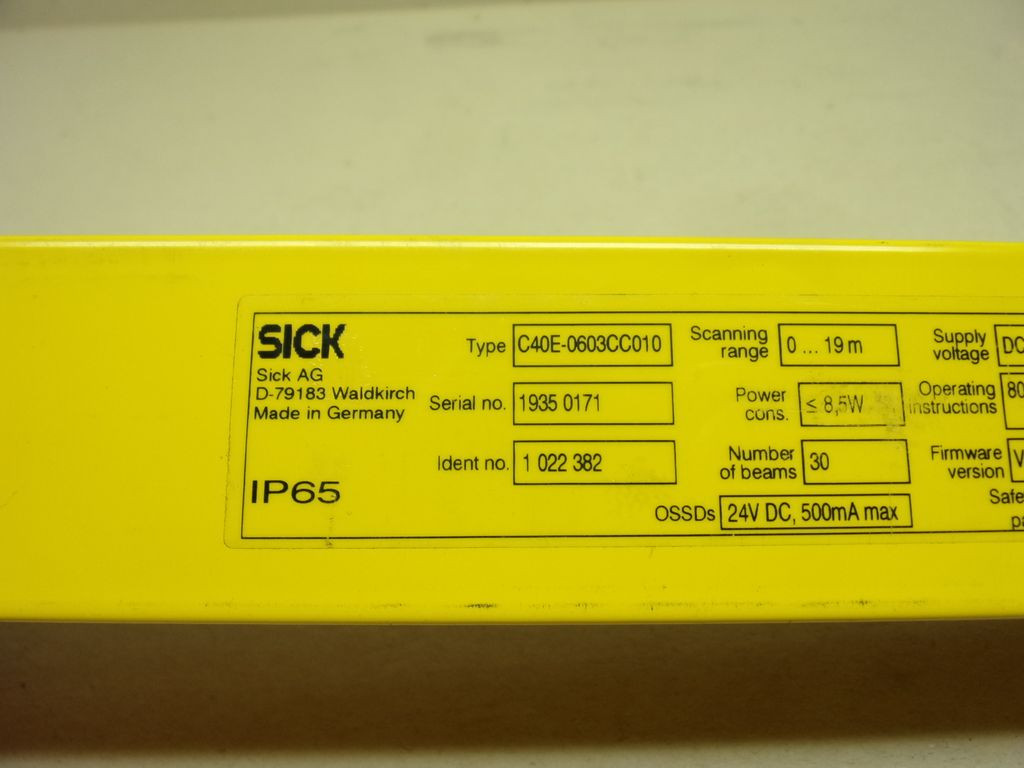 SICK
Sick AG
D-79183 Waldkirch
Made in Germany
IP65
Type C40E-0603CC010
Serial no. 1935 0171
Ident no. 1 022 382
Scanning range 0 ... 19 m
Power cons. ≤ 8,5W
Number of beams 30
OSSDs 24V DC, 500mA max
Supply voltage DC
Operating instructions 80
Firmware version V